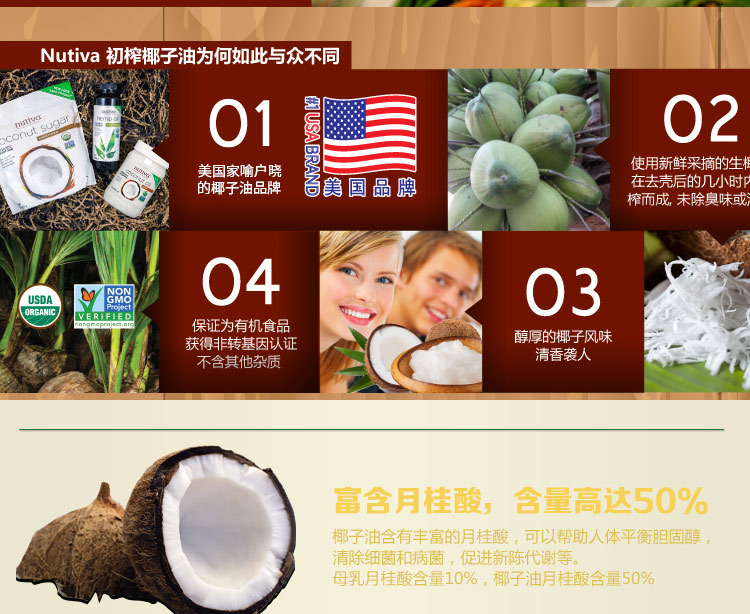 Nutiva 初榨椰子油为何如此与众不同
nutiva
coconut sugar
nutiva
hemp oil
nutiva
01
美国家喻户晓
的椰子油品牌
#1 USA BRAND
美国品牌
02
使用新鲜采摘的生椰
在去壳后的几小时内
榨而成, 未除臭味或
USDA
ORGANIC
NON
GMO
Project
VERIFIED
nongmoproject.org
04
保证为有机食品
获得非转基因认证
不含其他杂质
03
醇厚的椰子风味
清香袭人
富含月桂酸，含量高达50%
椰子油含有丰富的月桂酸，可以帮助人体平衡胆固醇，
清除细菌和病菌，促进新陈代谢等。
母乳月桂酸含量10%，椰子油月桂酸含量50%